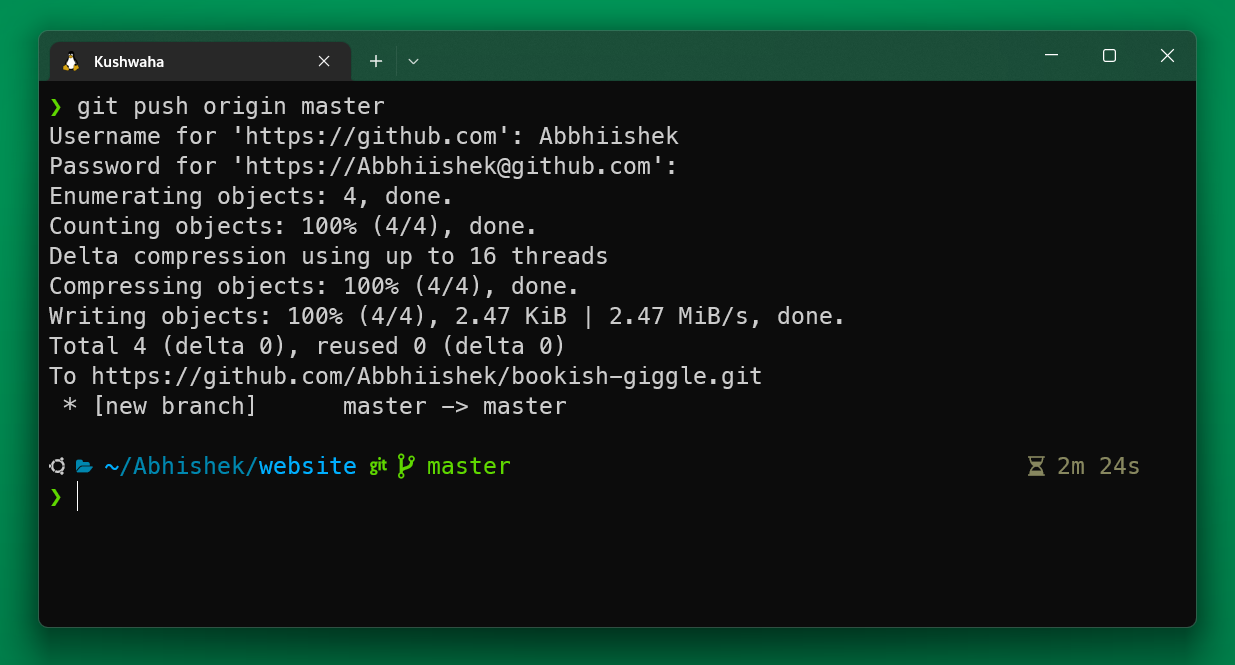 Kushwaha
❯ git push origin master
Username for 'https://github.com': Abbhiishek
Password for 'https://Abbhiishek@github.com':
Enumerating objects: 4, done.
Counting objects: 100% (4/4), done.
Delta compression using up to 16 threads
Compressing objects: 100% (4/4), done.
Writing objects: 100% (4/4), 2.47 KiB | 2.47 MiB/s, done.
Total 4 (delta 0), reused 0 (delta 0)
To https://github.com/Abbhiishek/bookish-giggle.git
 * [new branch]      master -> master
~/Abhishek/website git master 2m 24s
❯